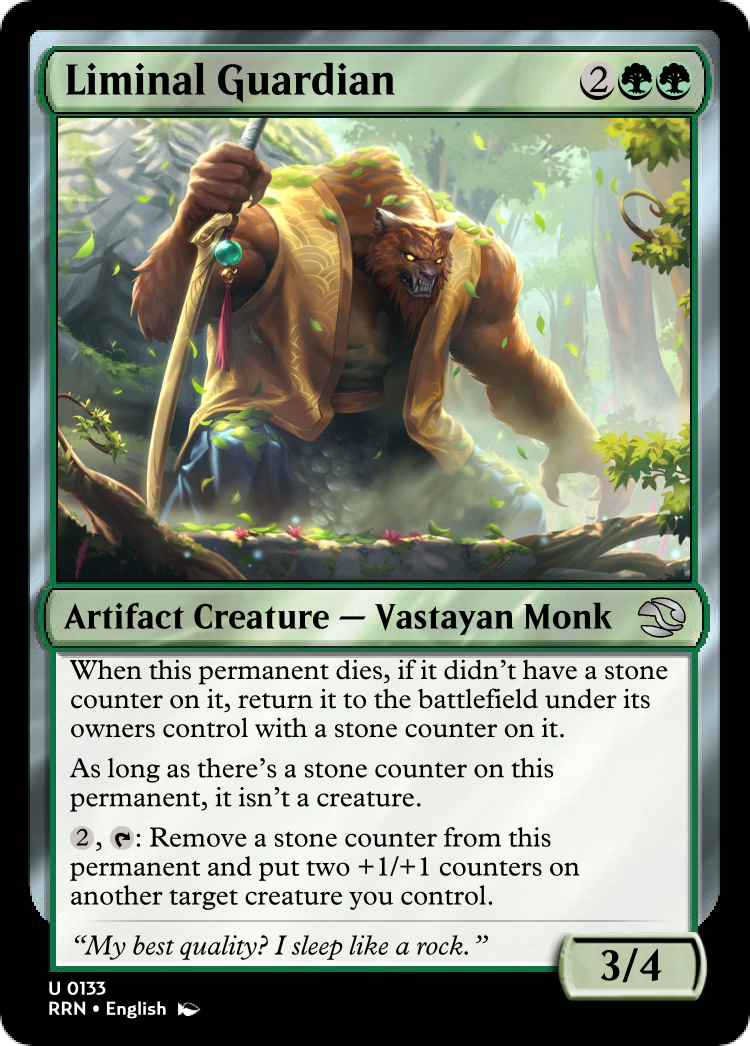 Liminal Guardian 2
Artifact Creature — Vastayan Monk
When this permanent dies, if it didn't have a stone
counter on it, return it to the battlefield under its
owners control with a stone counter on it.
As long as there's a stone counter on this
permanent, it isn't a creature.
2, : Remove a stone counter from this
permanent and put two +1/+1 counters on
another target creature you control.
“My best quality? I sleep like a rock.”
3/4
U 0133
RRN • English